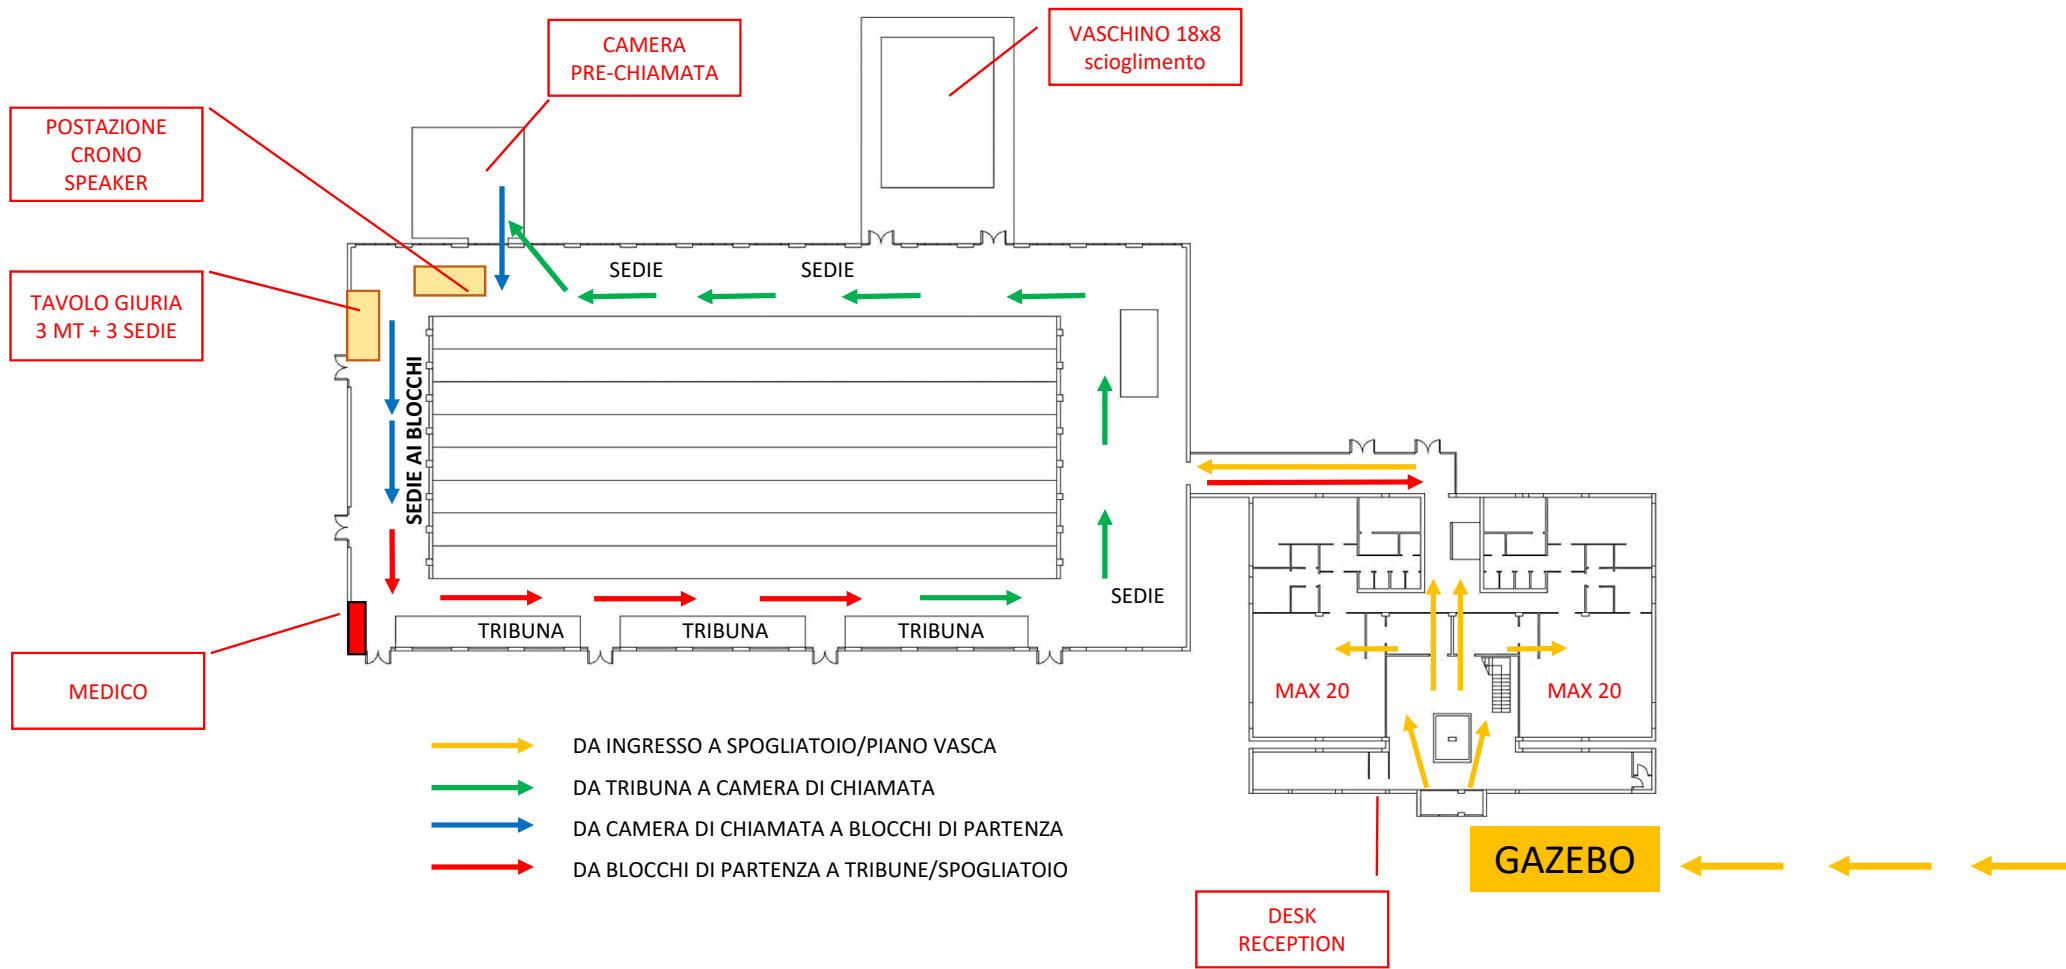 CAMERA
PRE-CHIAMATA
VASCHINO 18x8
scioglimento
POSTAZIONE
CRONO
SPEAKER
SEDIE
SEDIE
TAVOLO GIURIA
3 MT + 3 SEDIE
SEDIE AI BLOCCHI
SEDIE
TRIBUNA
TRIBUNA
TRIBUNA
MEDICO
MAX 20
MAX 20
DA INGRESSO A SPOGLIATOIO/PIANO VASCA
DA TRIBUNA A CAMERA DI CHIAMATA
DA CAMERA DI CHIAMATA A BLOCCHI DI PARTENZA
DA BLOCCHI DI PARTENZA A TRIBUNE/SPOGLIATOIO
GAZEBO
DESK
RECEPTION